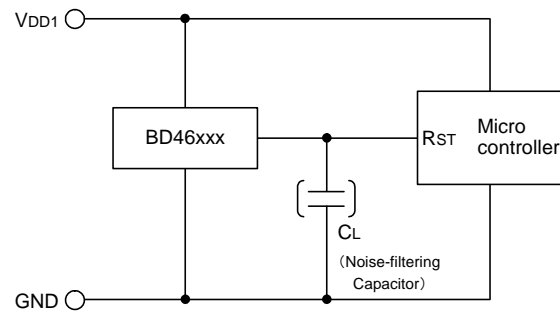 VDD1
BD46xxx
RST
Micro
controller
CL
（Noise-filtering
Capacitor）
GND